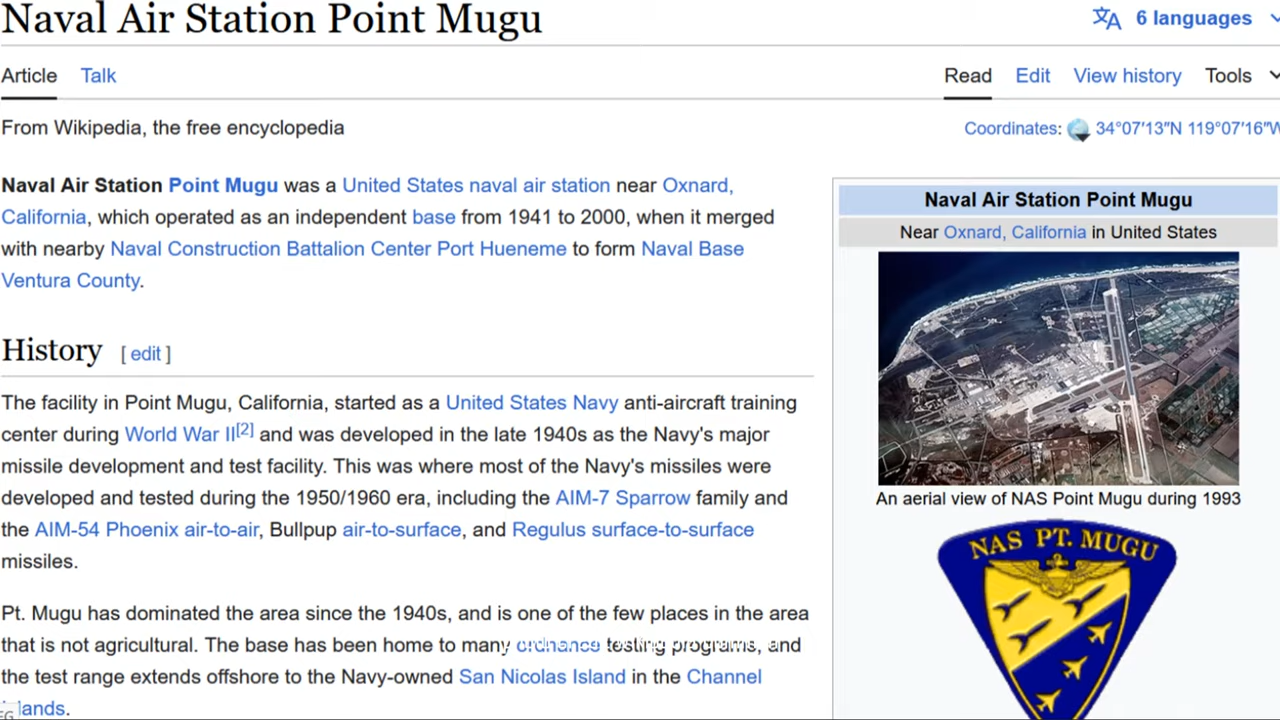 Naval Air Station Point Mugu
6 languages
Article Talk
Read Edit View history Tools
From Wikipedia, the free encyclopedia
Coordinates: 34°07′13″N 119°07′16″W
Naval Air Station Point Mugu was a United States naval air station near Oxnard,
California, which operated as an independent base from 1941 to 2000, when it merged
with nearby Naval Construction Battalion Center Port Hueneme to form Naval Base
Ventura County.
History [ edit ]
The facility in Point Mugu, California, started as a United States Navy anti-aircraft training
center during World War II[2] and was developed in the late 1940s as the Navy's major
missile development and test facility. This was where most of the Navy's missiles were
developed and tested during the 1950/1960 era, including the AIM-7 Sparrow family and
the AIM-54 Phoenix air-to-air, Bullpup air-to-surface, and Regulus surface-to-surface
missiles.
Pt. Mugu has dominated the area since the 1940s, and is one of the few places in the area
that is not agricultural. The base has been home to many ordnance testing programs, and
the test range extends offshore to the Navy-owned San Nicolas Island in the Channel
lands.
Naval Air Station Point Mugu
Near Oxnard, California in United States
An aerial view of NAS Point Mugu during 1993
NAS PT. MUGU